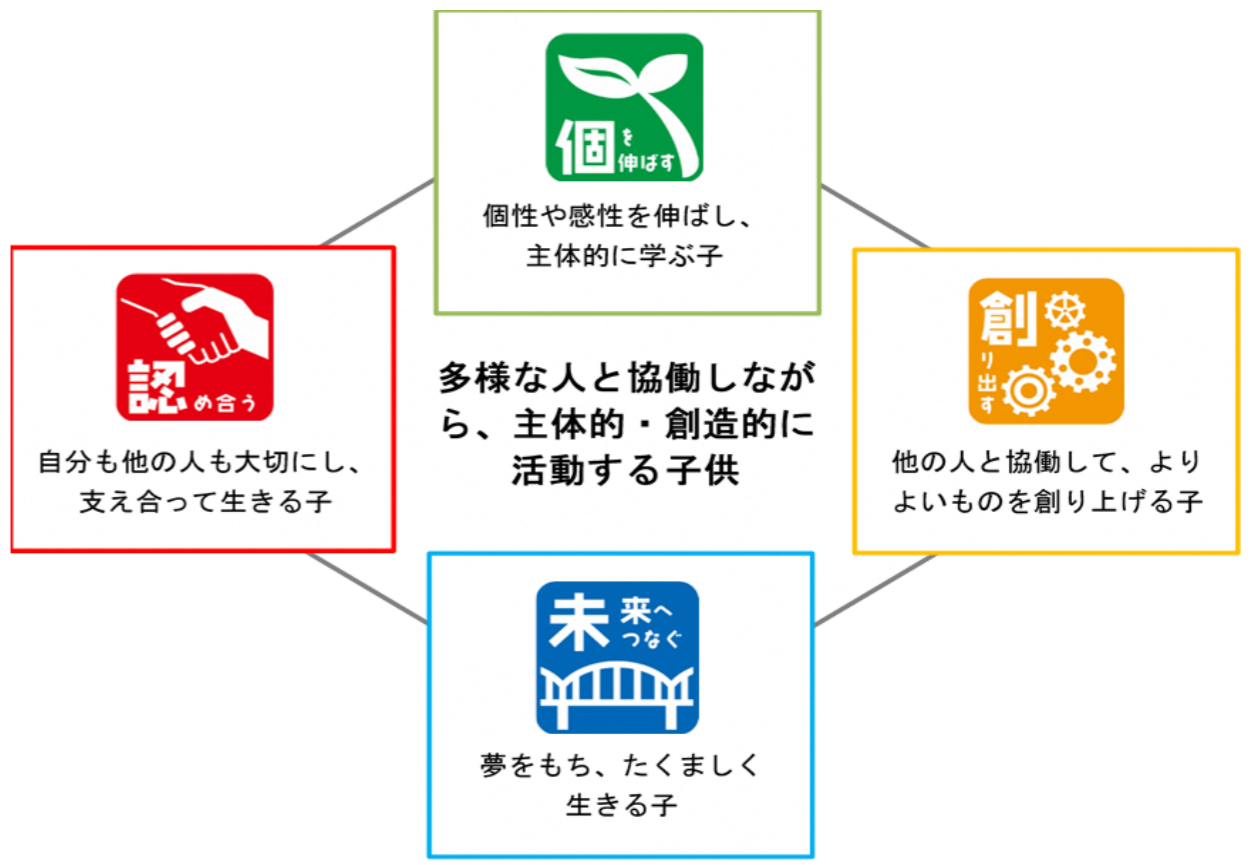 個を
伸ばす
個性や感性を伸ばし、
主体的に学ぶ子
認め合う
自分も他の人も大切にし、
支え合って生きる子
多様な人と協働しなが
ら、主体的・創造的に
活動する子供
創り出す
他の人と協働して、より
よいものを創り上げる子
未来へ
つなぐ
夢をもち、たくましく
生きる子